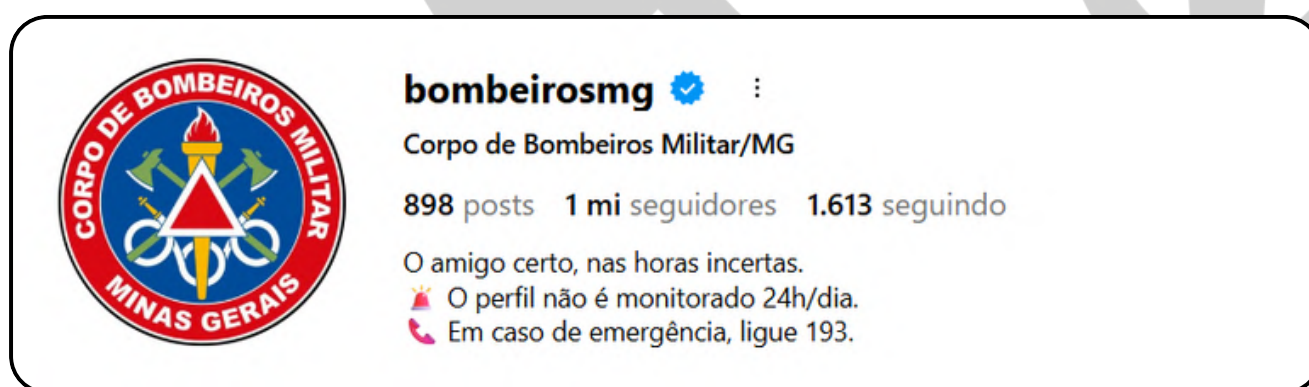 CORPO DE BOMBEIROS MILITAR
MINAS GERAIS
bombeirosmg
Corpo de Bombeiros Militar/MG
898 posts 1 mi seguidores 1.613 seguindo
O amigo certo, nas horas incertas.
O perfil não é monitorado 24h/dia.
Em caso de emergência, ligue 193.